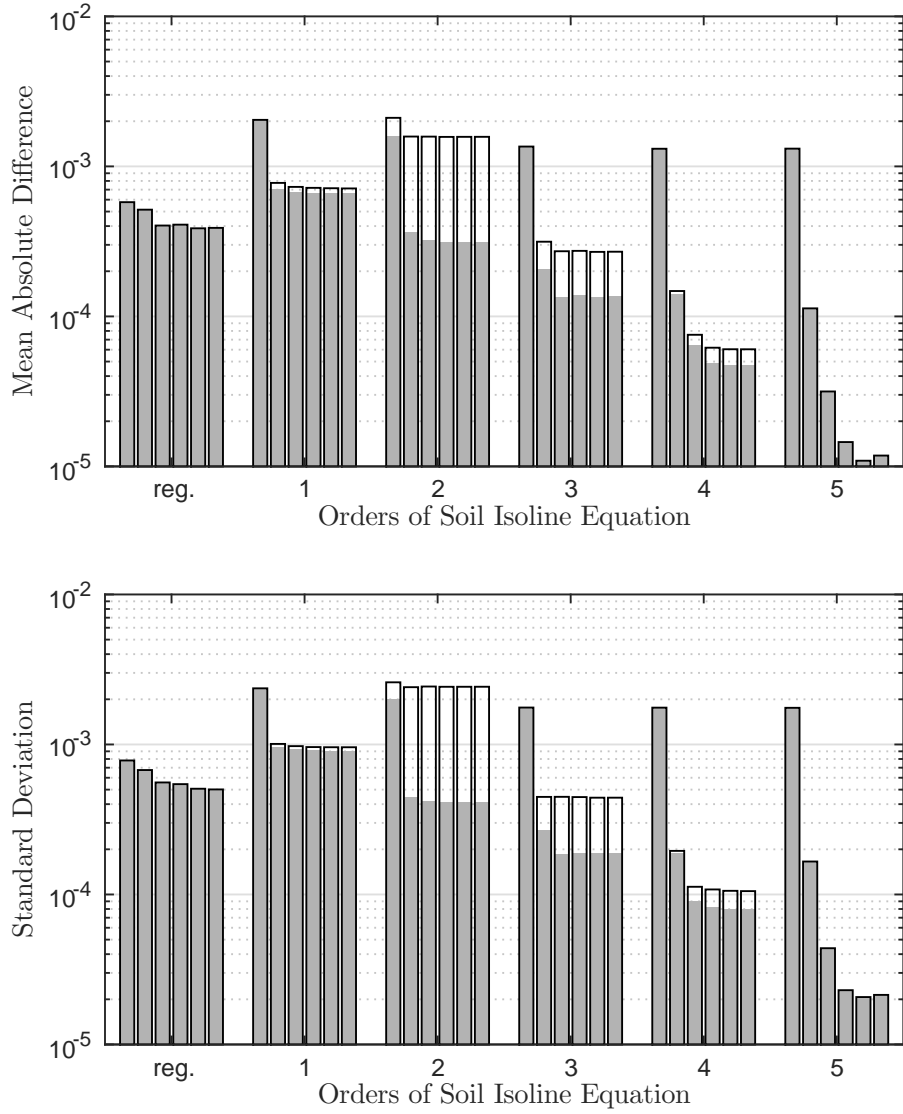 10^-2
10^-3
10^-4
10^-5
Mean Absolute Difference
reg. 1 2 3 4 5
Orders of Soil Isoline Equation
10^-2
10^-3
10^-4
10^-5
Standard Deviation
reg. 1 2 3 4 5
Orders of Soil Isoline Equation